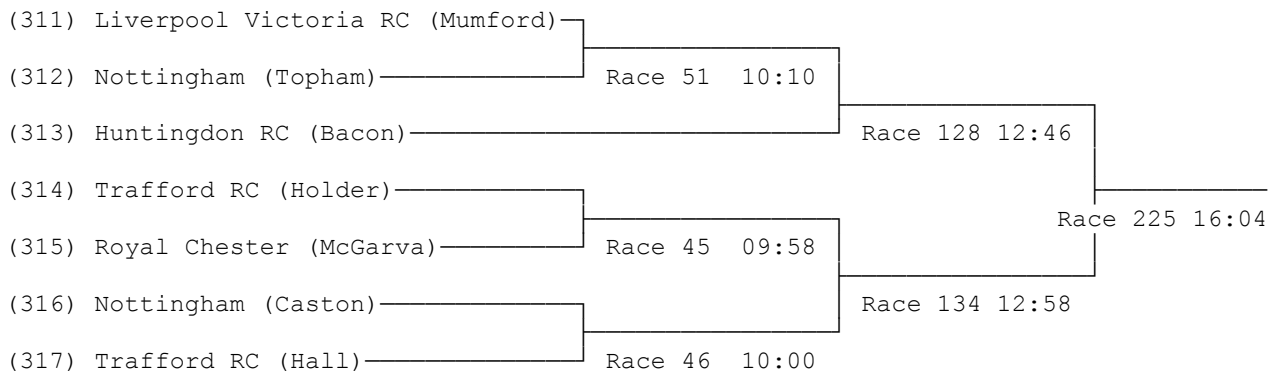 (311) Liverpool Victoria RC (Mumford)
(312) Nottingham (Topham) Race 51 10:10
(313) Huntingdon RC (Bacon) Race 128 12:46
(314) Trafford RC (Holder)
Race 225 16:04
(315) Royal Chester (McGarva) Race 45 09:58
(316) Nottingham (Caston) Race 134 12:58
(317) Trafford RC (Hall) Race 46 10:00